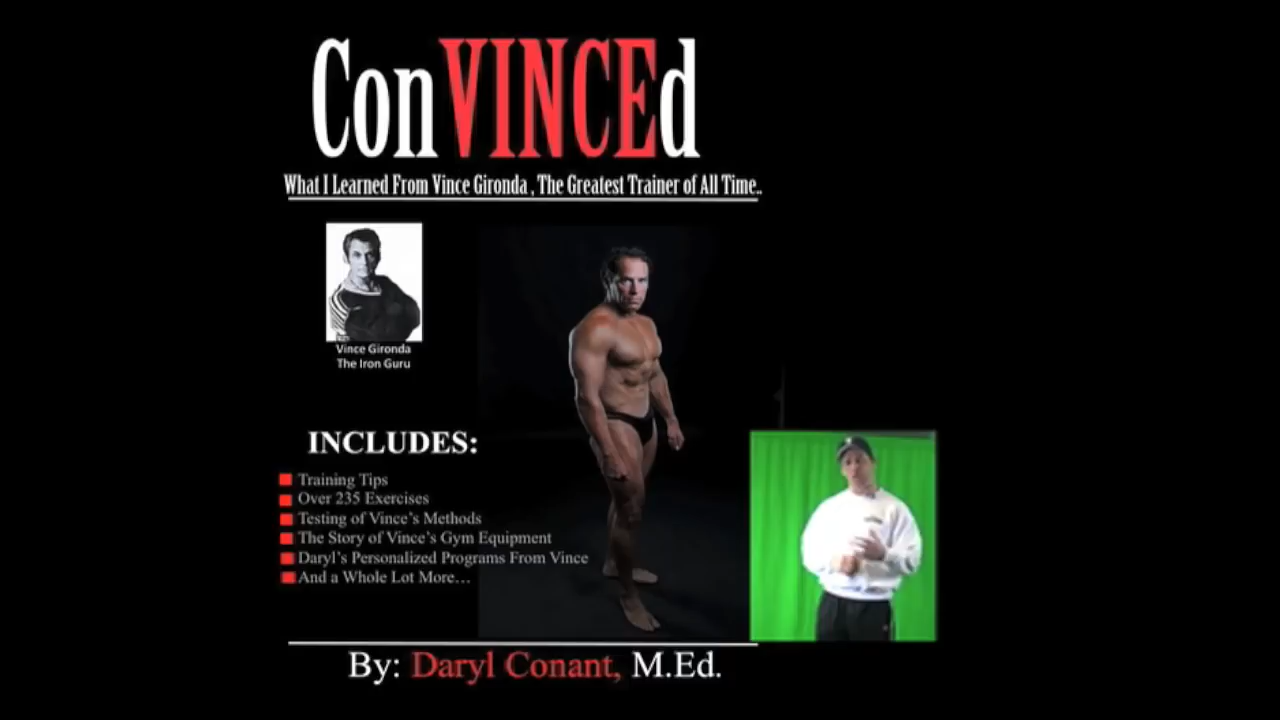 ConVINCEd
What I Learned From Vince Gironda , The Greatest Trainer of All Time..
Vince Gironda
The Iron Guru
INCLUDES:
Training Tips
Over 235 Exercises
Testing of Vince's Methods
The Story of Vince's Gym Equipment
Daryl's Personalized Programs From Vince
And a Whole Lot More…
By: Daryl Conant, M.Ed.